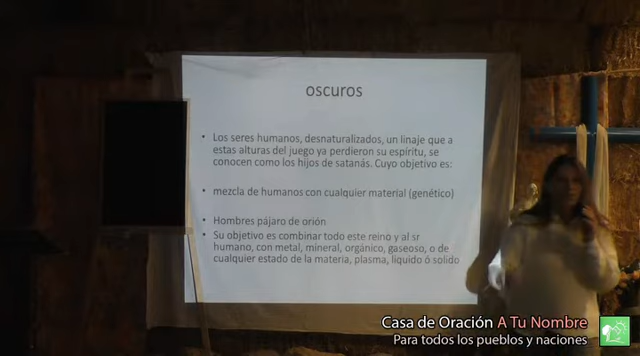 oscuros
• Los seres humanos, desnaturalizados, un linaje que a
estas alturas del juego ya perdieron su espíritu, se
conocen como los hijos de satanás. Cuyo objetivo es:
• mezcla de humanos con cualquier material (genético)
• Hombres pájaro de orión
• Su objetivo es combinar todo este reino y al sr
humano, con metal, mineral, orgánico, gaseoso, o de
cualquier estado de la materia, plasma, liquido ó solido
Casa de Oración A Tu Nombre
Para todos los pueblos y naciones